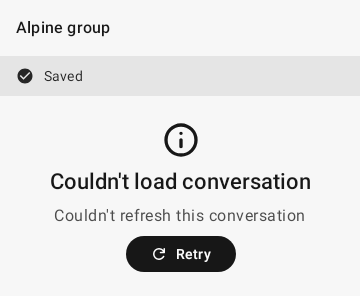 Alpine group
Saved
Couldn't load conversation
Couldn't refresh this conversation
Retry